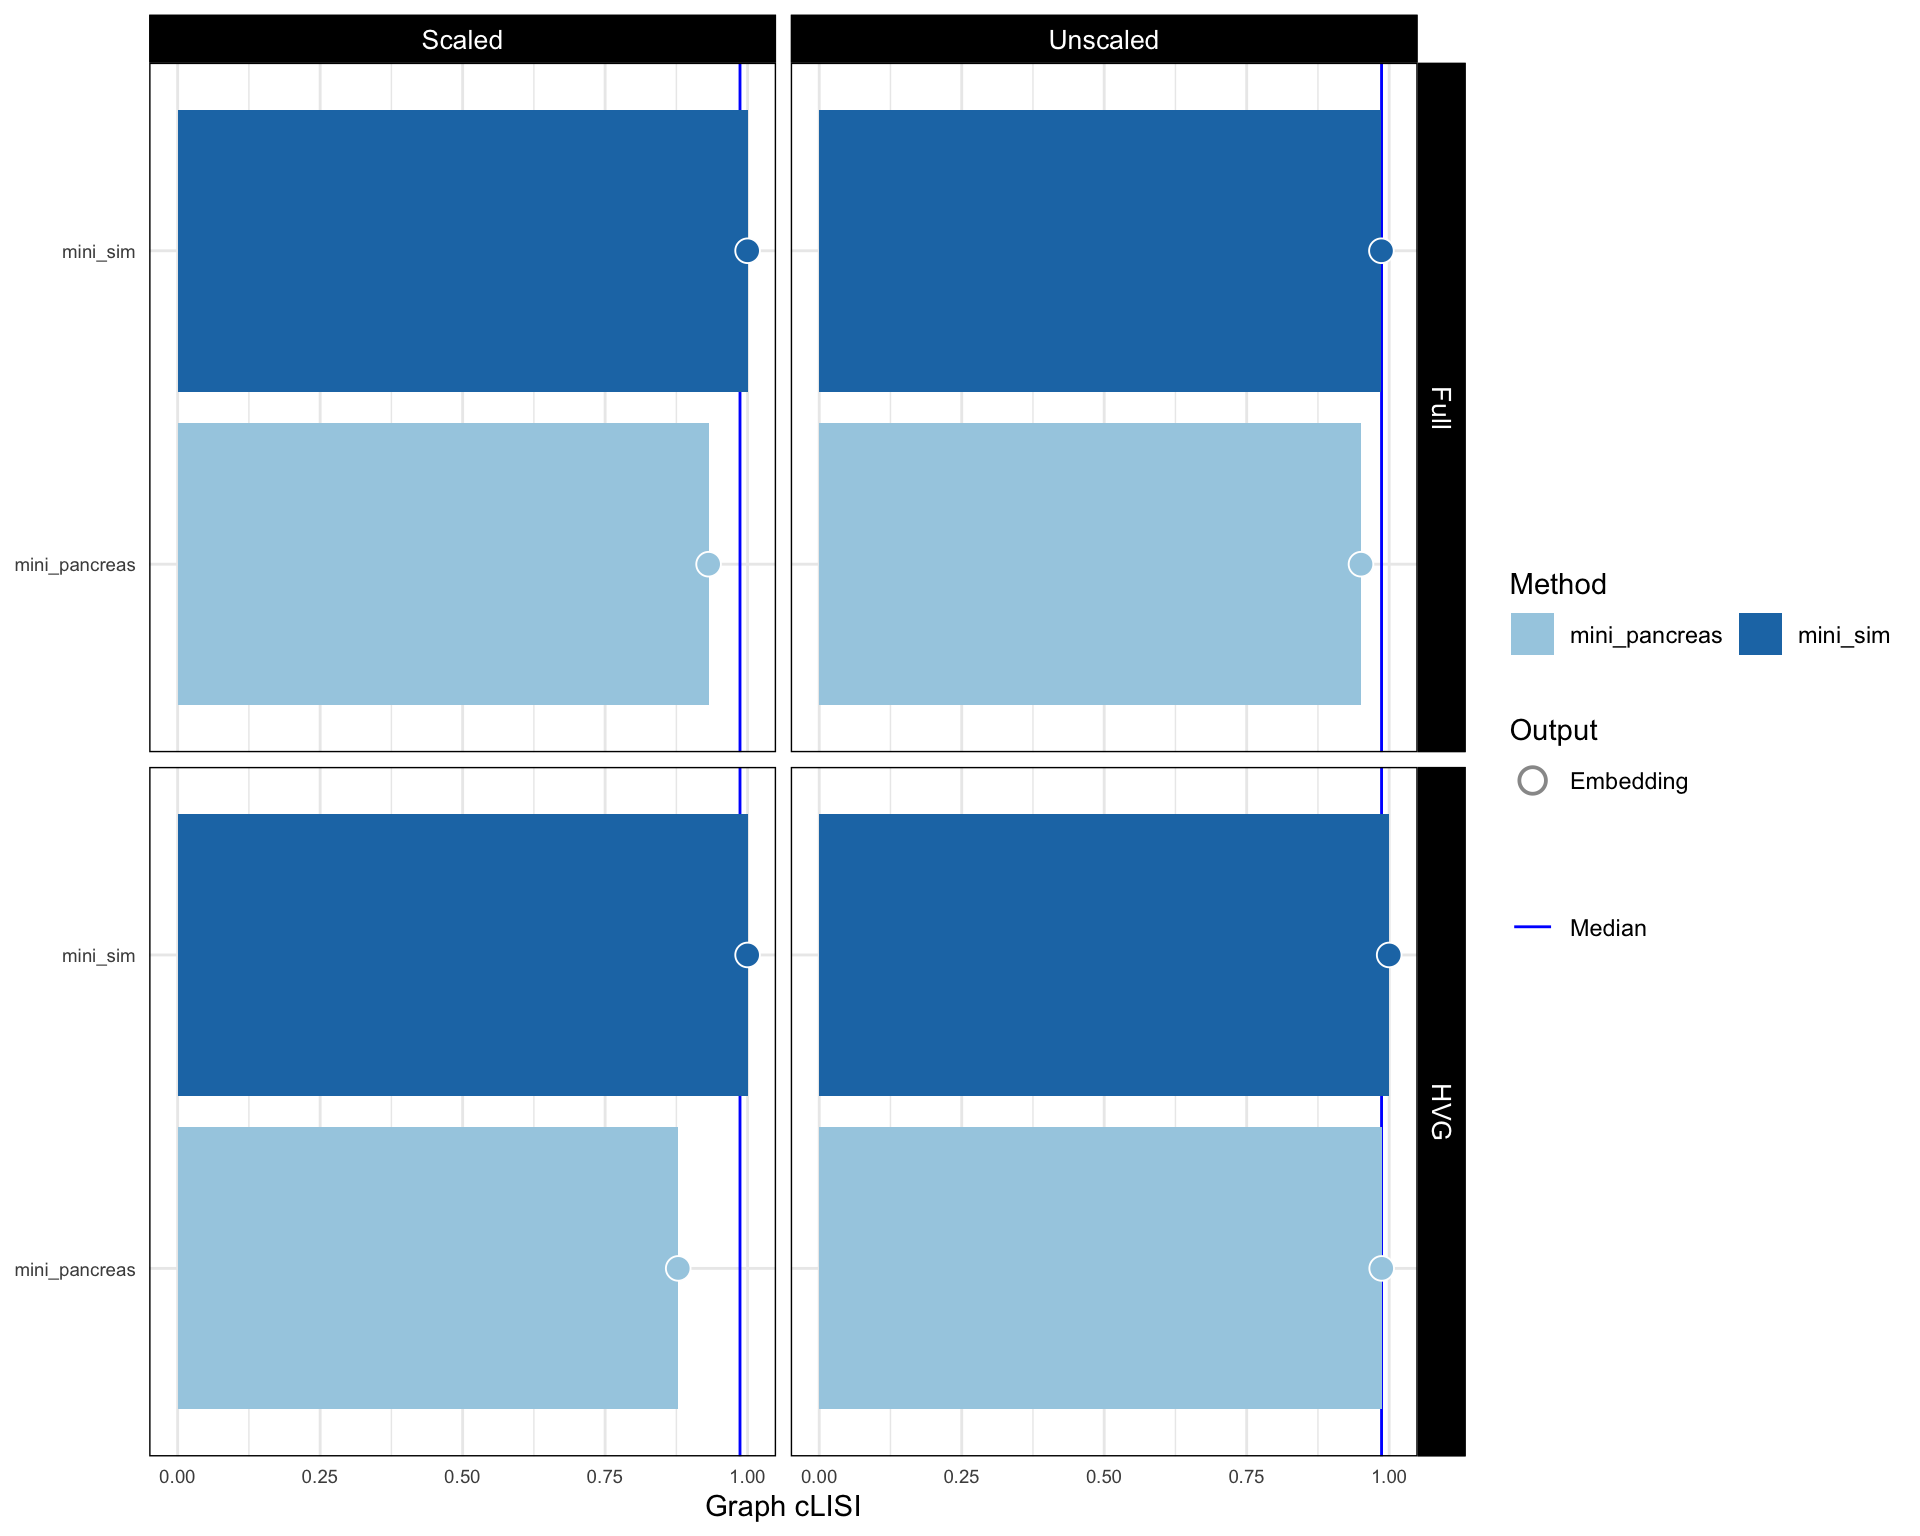 Scaled
Unscaled
mini_sim
mini_pancreas
Full
mini_sim
mini_pancreas
HVG
0.00 0.25 0.50 0.75 1.00
0.00 0.25 0.50 0.75 1.00
Graph cLISI
Method
mini_pancreas
mini_sim
Output
Embedding
Median